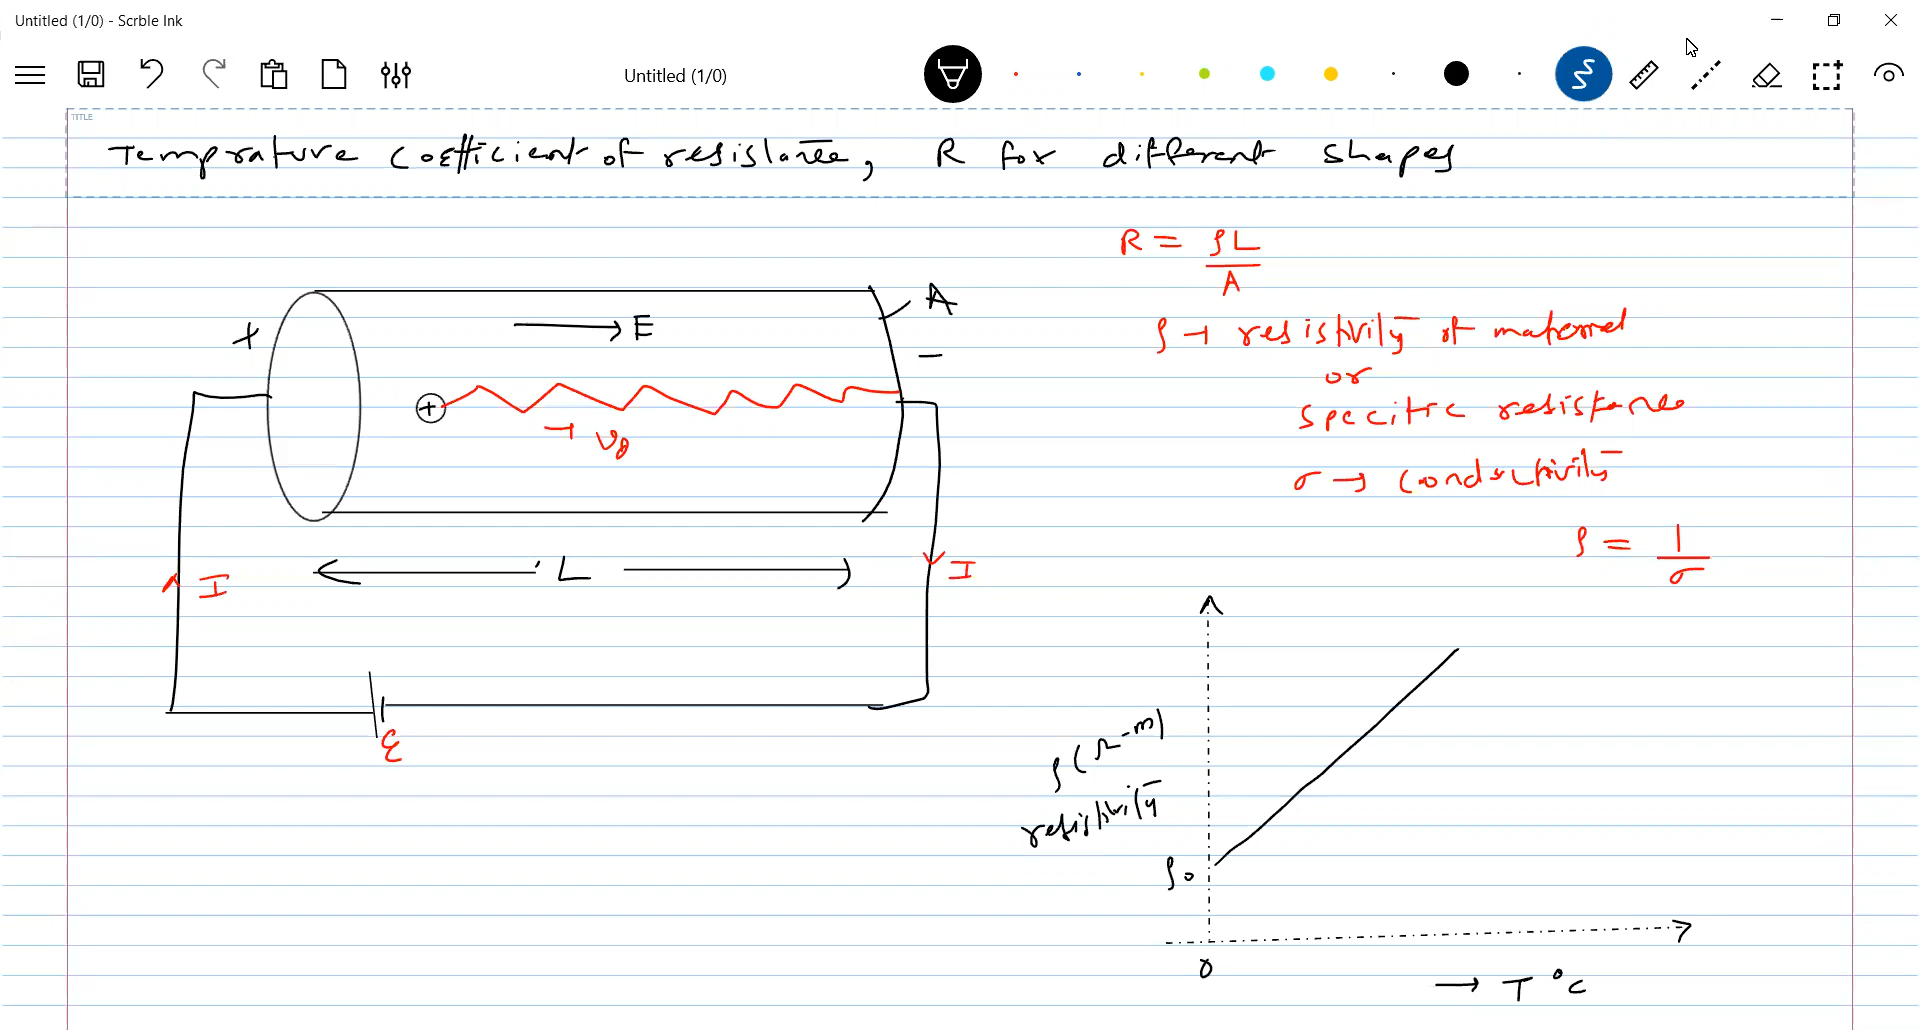 Untitled (1/0) - Scrble Ink
Untitled (1/0)
TITLE
Temprature coefficient of resistance, R for different shapes
R = ρL
A
ρ → resistivity of material
or
specific resistance
σ → conductivity
ρ = 1
σ
+
→ E
A
−
+
→ vd
I
L
I
ε
ρ (Ω-m)
resistivity
ρ0
0
→ T °C